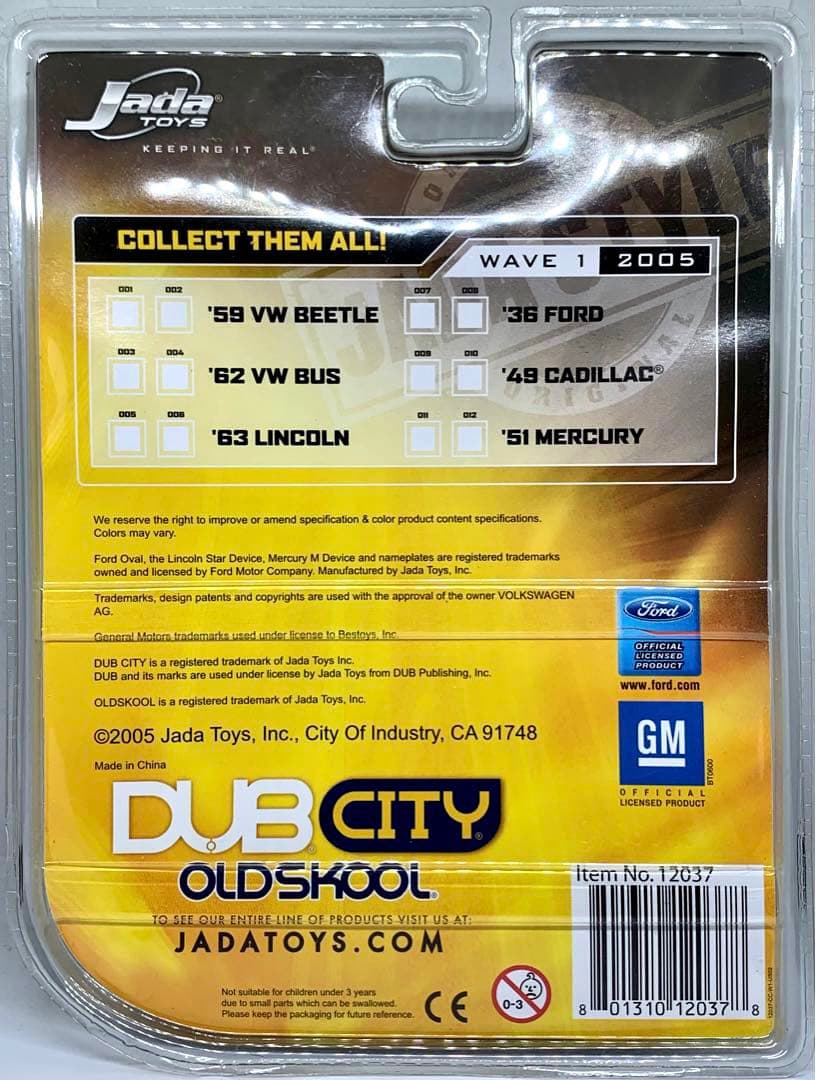 Jada®
TOYS
KEEPING IT REAL®
COLLECT THEM ALL!
WAVE 1 2005
001 002 '59 VW BEETLE
007 008 '36 FORD
003 004 '62 VW BUS
009 010 '49 CADILLAC®
005 006 '63 LINCOLN
011 012 '51 MERCURY
ORIGINAL
We reserve the right to improve or amend specification & color product content specifications.
Colors may vary.
Ford Oval, the Lincoln Star Device, Mercury M Device and nameplates are registered trademarks
owned and licensed by Ford Motor Company. Manufactured by Jada Toys, Inc.
Trademarks, design patents and copyrights are used with the approval of the owner VOLKSWAGEN
AG.
General Motors trademarks used under license to Bestoys, Inc.
DUB CITY is a registered trademark of Jada Toys Inc.
DUB and its marks are used under license by Jada Toys from DUB Publishing, Inc.
OLDSKOOL is a registered trademark of Jada Toys, Inc.
©2005 Jada Toys, Inc., City Of Industry, CA 91748
Made in China
Ford
OFFICIAL
LICENSED
PRODUCT
www.ford.com
GM
BT0600
OFFICIAL
LICENSED PRODUCT
DUB CITY®
OLDSKOOL®
TO SEE OUR ENTIRE LINE OF PRODUCTS VISIT US AT:
JADATOYS.COM
Not suitable for children under 3 years
due to small parts which can be swallowed.
Please keep the packaging for future reference.
CE
0-3
Item No. 12037
8 01310 12037 8